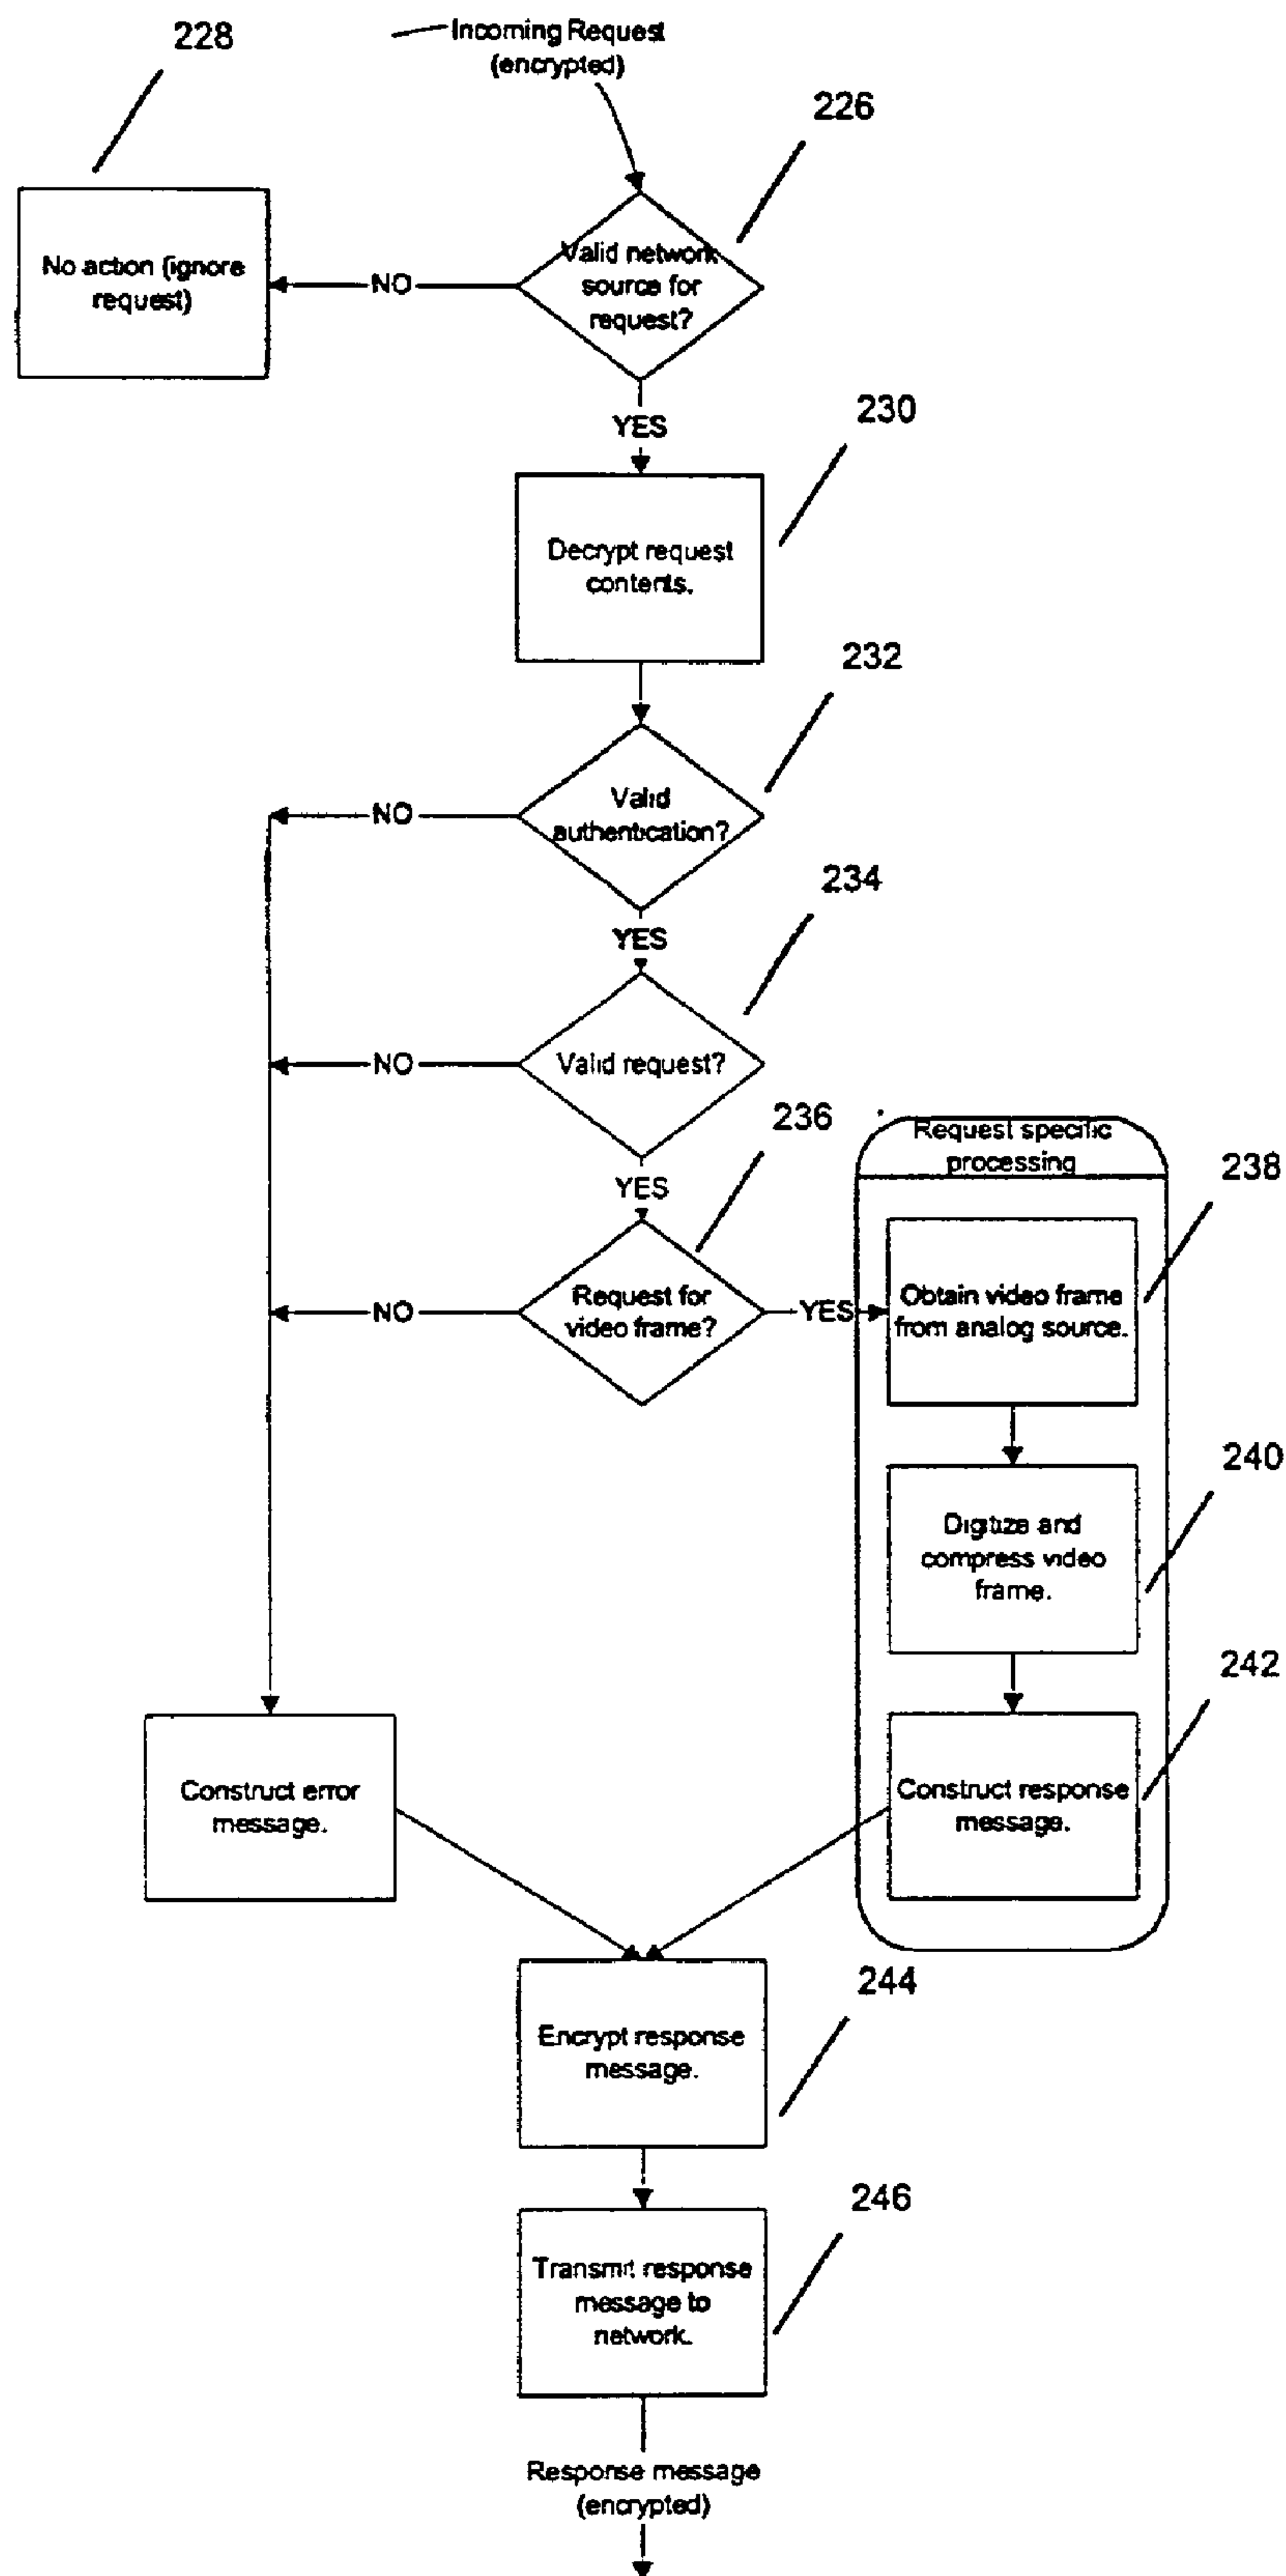 228
Incoming Request
(encrypted)
226
No action (ignore
request)
NO
Valid network
source for
request?
YES
230
Decrypt request
contents.
232
NO
Valid
authentication?
234
YES
NO
Valid request?
236
Request specific
processing
238
YES
NO
Request for
video frame?
YES
Obtain video frame
from analog source.
240
Digitize and
compress video
frame.
242
Construct error
message.
Construct response
message.
244
Encrypt response
message.
246
Transmit response
message to
network.
Response message
(encrypted)